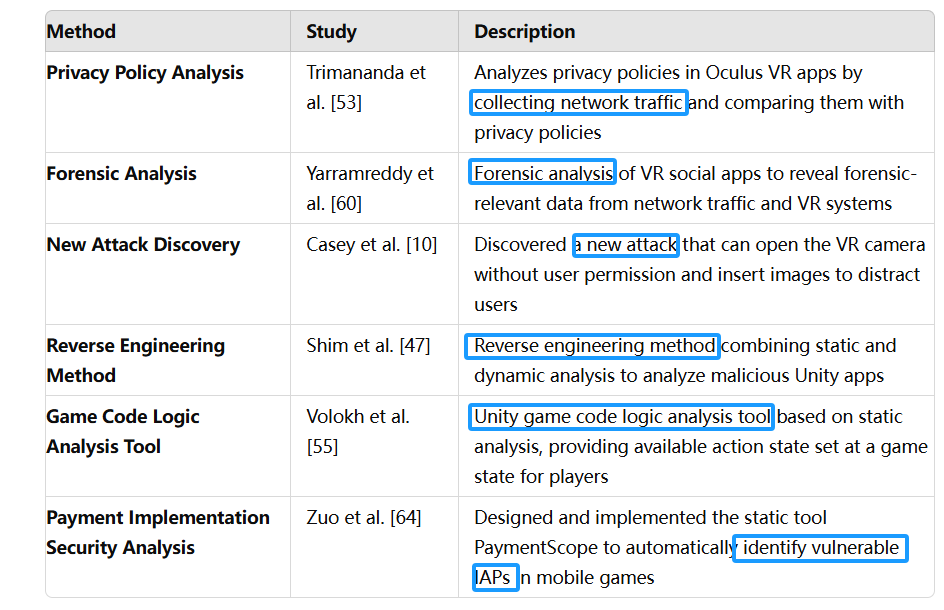 Method Study Description
Privacy Policy Analysis Trimananda et Analyzes privacy policies in Oculus VR apps by
al. [53] collecting network traffic and comparing them with
privacy policies
Forensic Analysis Yarramreddy et Forensic analysis of VR social apps to reveal forensic-
al. [60] relevant data from network traffic and VR systems
New Attack Discovery Casey et al. [10] Discovered a new attack that can open the VR camera
without user permission and insert images to distract
users
Reverse Engineering Shim et al. [47] Reverse engineering method combining static and
Method dynamic analysis to analyze malicious Unity apps
Game Code Logic Volokh et al. Unity game code logic analysis tool based on static
Analysis Tool [55] analysis, providing available action state set at a game
state for players
Payment Implementation Zuo et al. [64] Designed and implemented the static tool
Security Analysis PaymentScope to automatically identify vulnerable
IAPs in mobile games